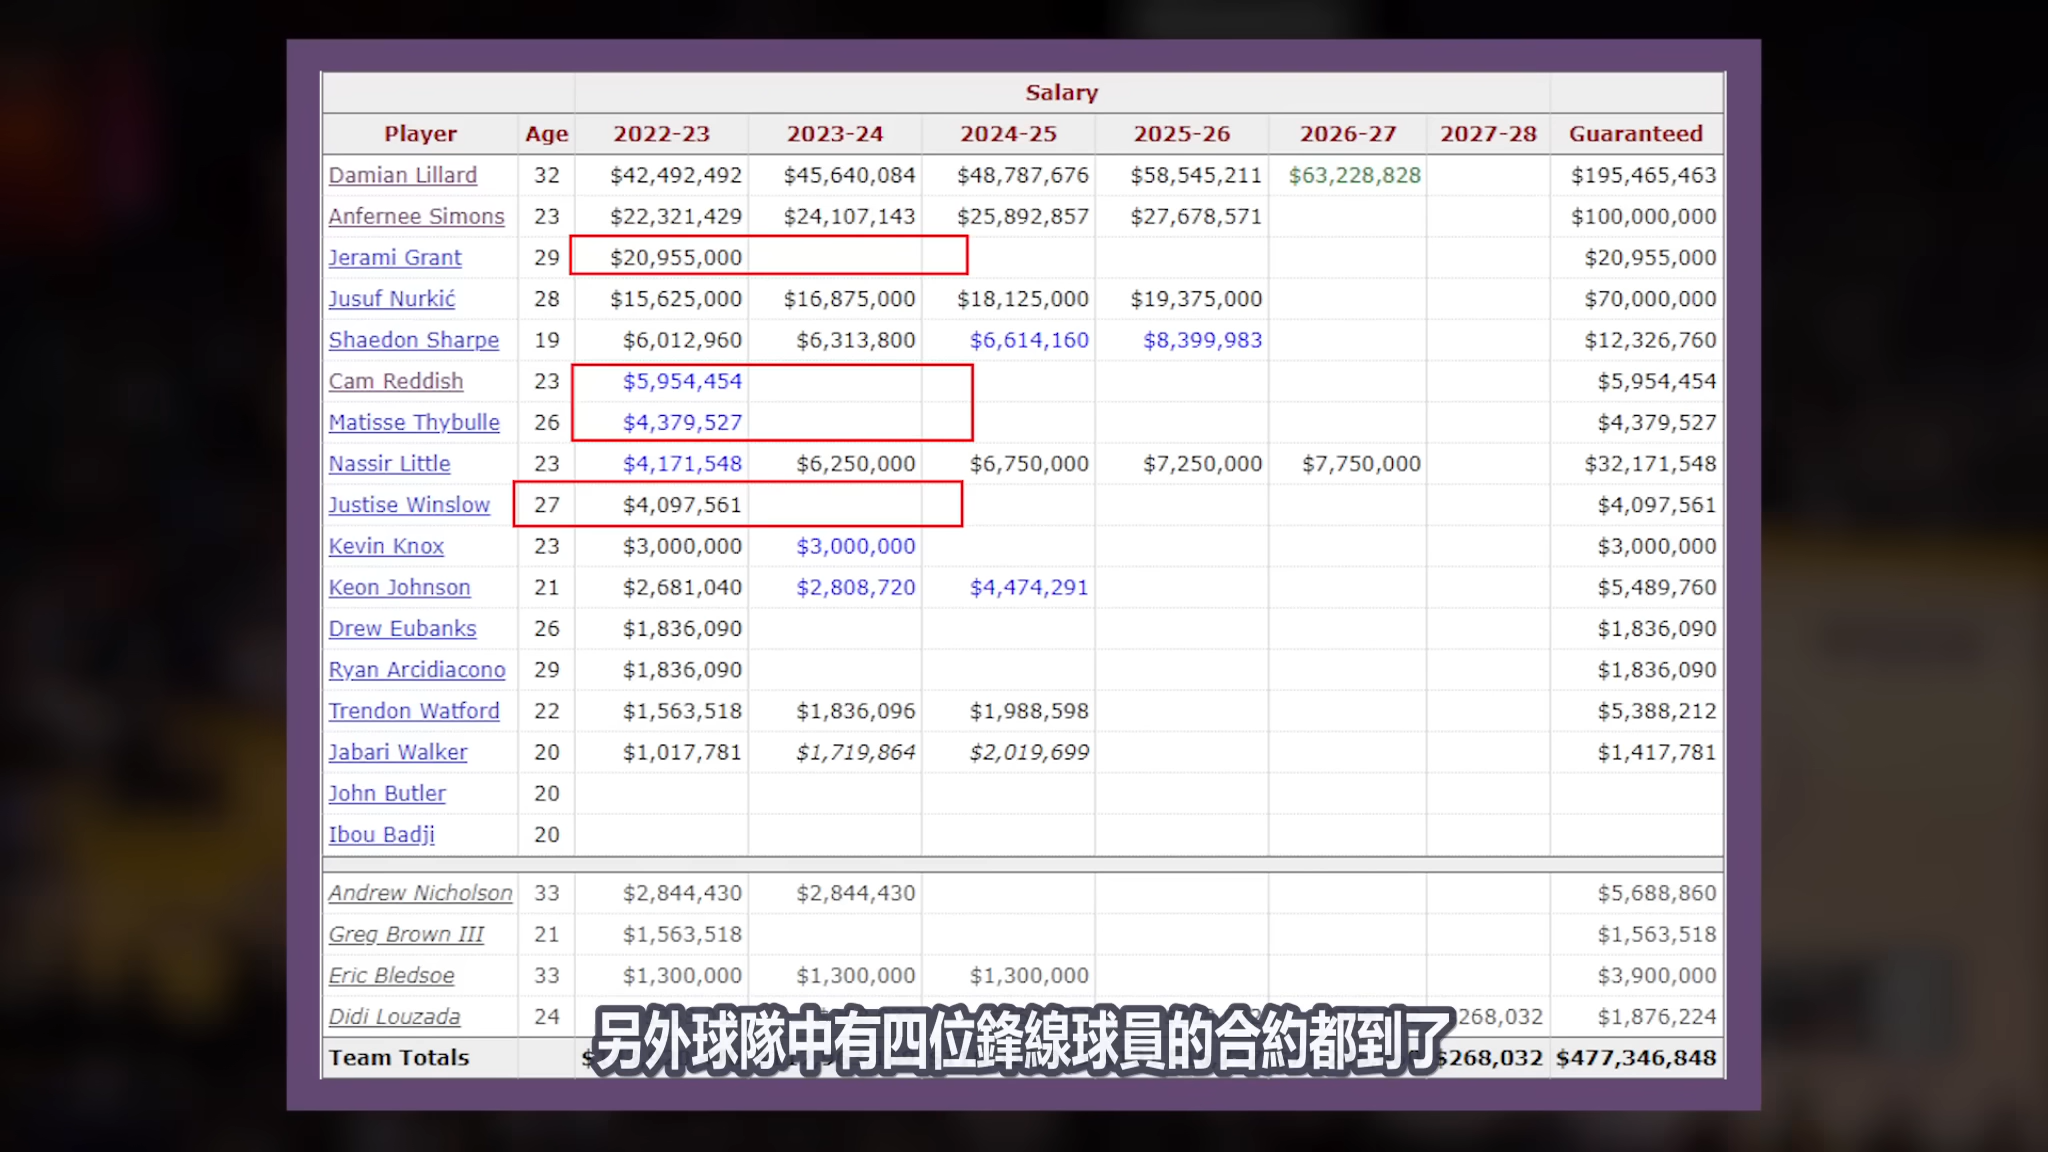 Salary
Player Age 2022-23 2023-24 2024-25 2025-26 2026-27 2027-28 Guaranteed
Damian Lillard 32 $42,492,492 $45,640,084 $48,787,676 $58,545,211 $63,228,828 $195,465,463
Anfernee Simons 23 $22,321,429 $24,107,143 $25,892,857 $27,678,571 $100,000,000
Jerami Grant 29 $20,955,000 $20,955,000
Jusuf Nurkić 28 $15,625,000 $16,875,000 $18,125,000 $19,375,000 $70,000,000
Shaedon Sharpe 19 $6,012,960 $6,313,800 $6,614,160 $8,399,983 $12,326,760
Cam Reddish 23 $5,954,454 $5,954,454
Matisse Thybulle 26 $4,379,527 $4,379,527
Nassir Little 23 $4,171,548 $6,250,000 $6,750,000 $7,250,000 $7,750,000 $32,171,548
Justise Winslow 27 $4,097,561 $4,097,561
Kevin Knox 23 $3,000,000 $3,000,000 $3,000,000
Keon Johnson 21 $2,681,040 $2,808,720 $4,474,291 $5,489,760
Drew Eubanks 26 $1,836,090 $1,836,090
Ryan Arcidiacono 29 $1,836,090 $1,836,090
Trendon Watford 22 $1,563,518 $1,836,096 $1,988,598 $5,388,212
Jabari Walker 20 $1,017,781 $1,719,864 $2,019,699 $1,417,781
John Butler 20
Ibou Badji 20
Andrew Nicholson 33 $2,844,430 $2,844,430 $5,688,860
Greg Brown III 21 $1,563,518 $1,563,518
Eric Bledsoe 33 $1,300,000 $1,300,000 $1,300,000 $3,900,000
Didi Louzada 24 268,032 $1,876,224
另外球隊中有四位鋒線球員的合約都到了
Team Totals $268,032 $477,346,848